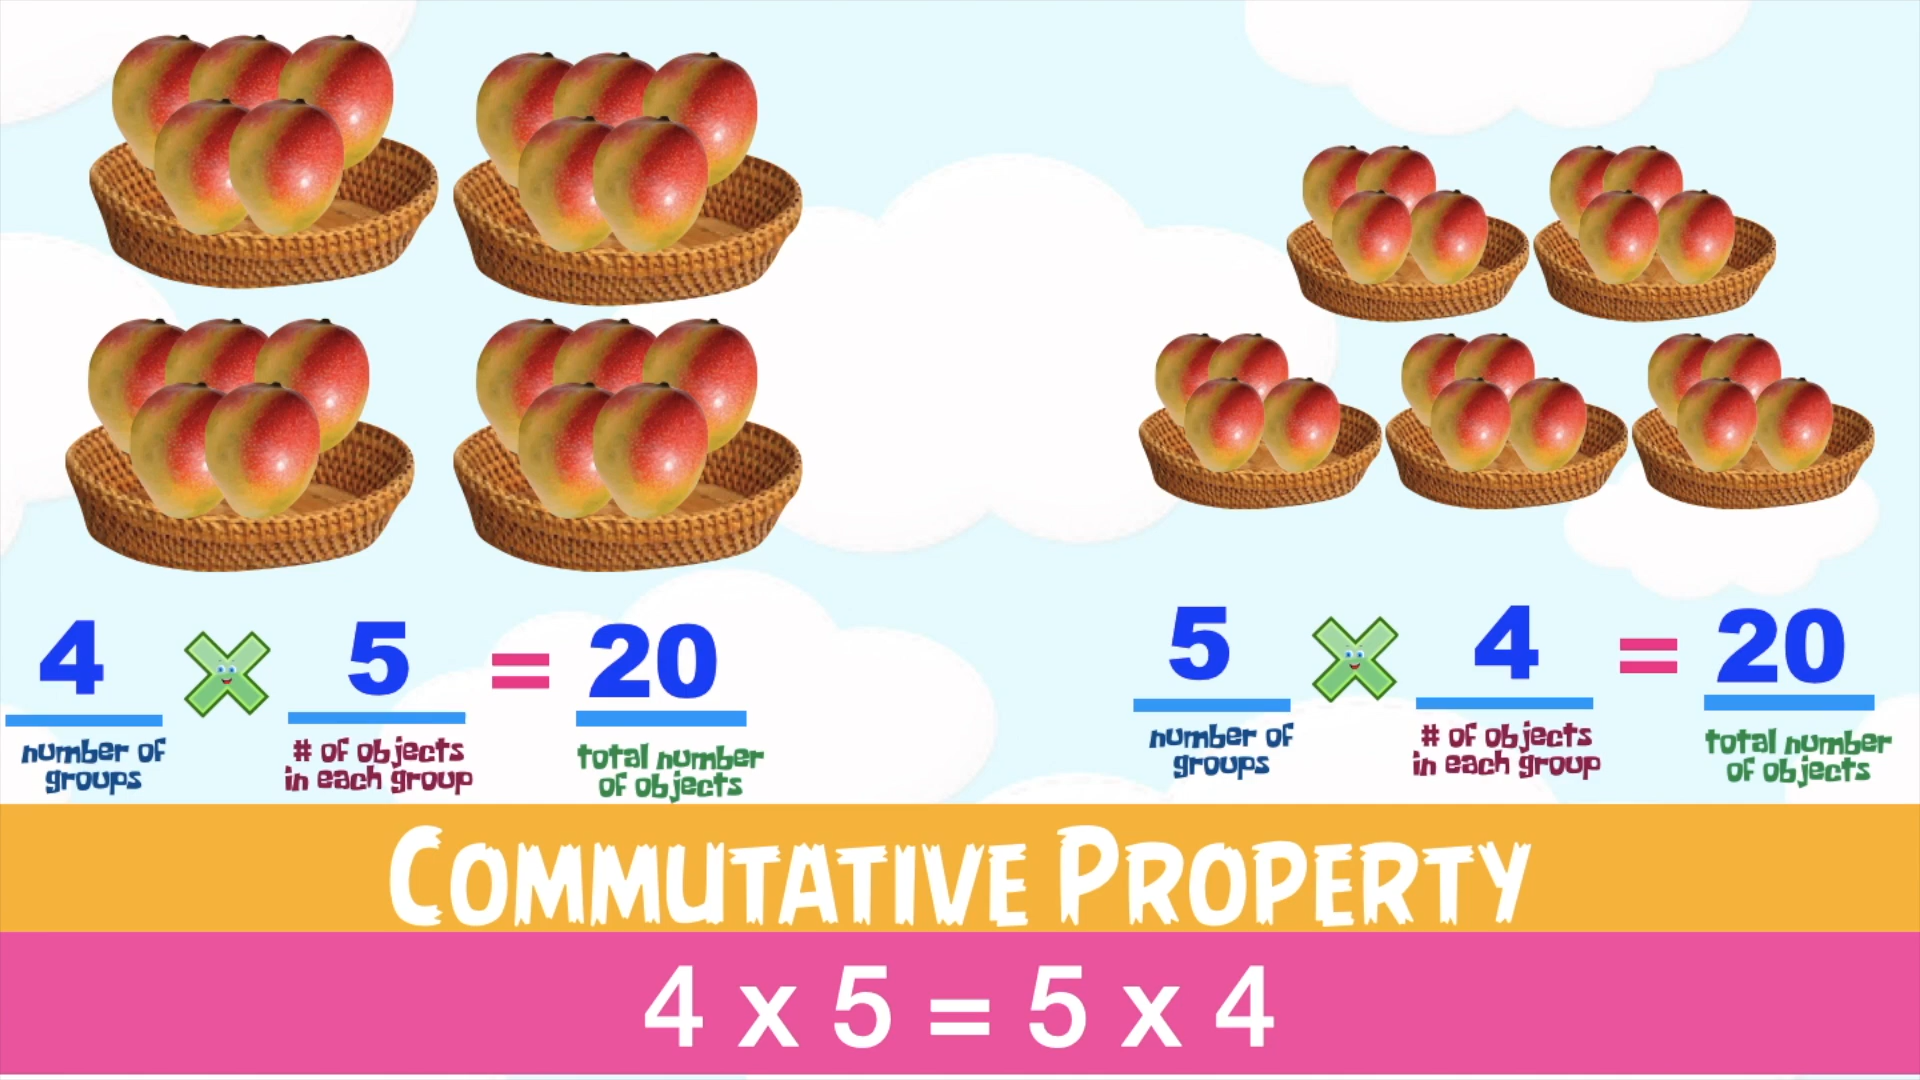 4 x 5 = 20
number of groups
# of objects in each group
total number of objects
5 x 4 = 20
number of groups
# of objects in each group
total number of objects
Commutative Property
4 x 5 = 5 x 4